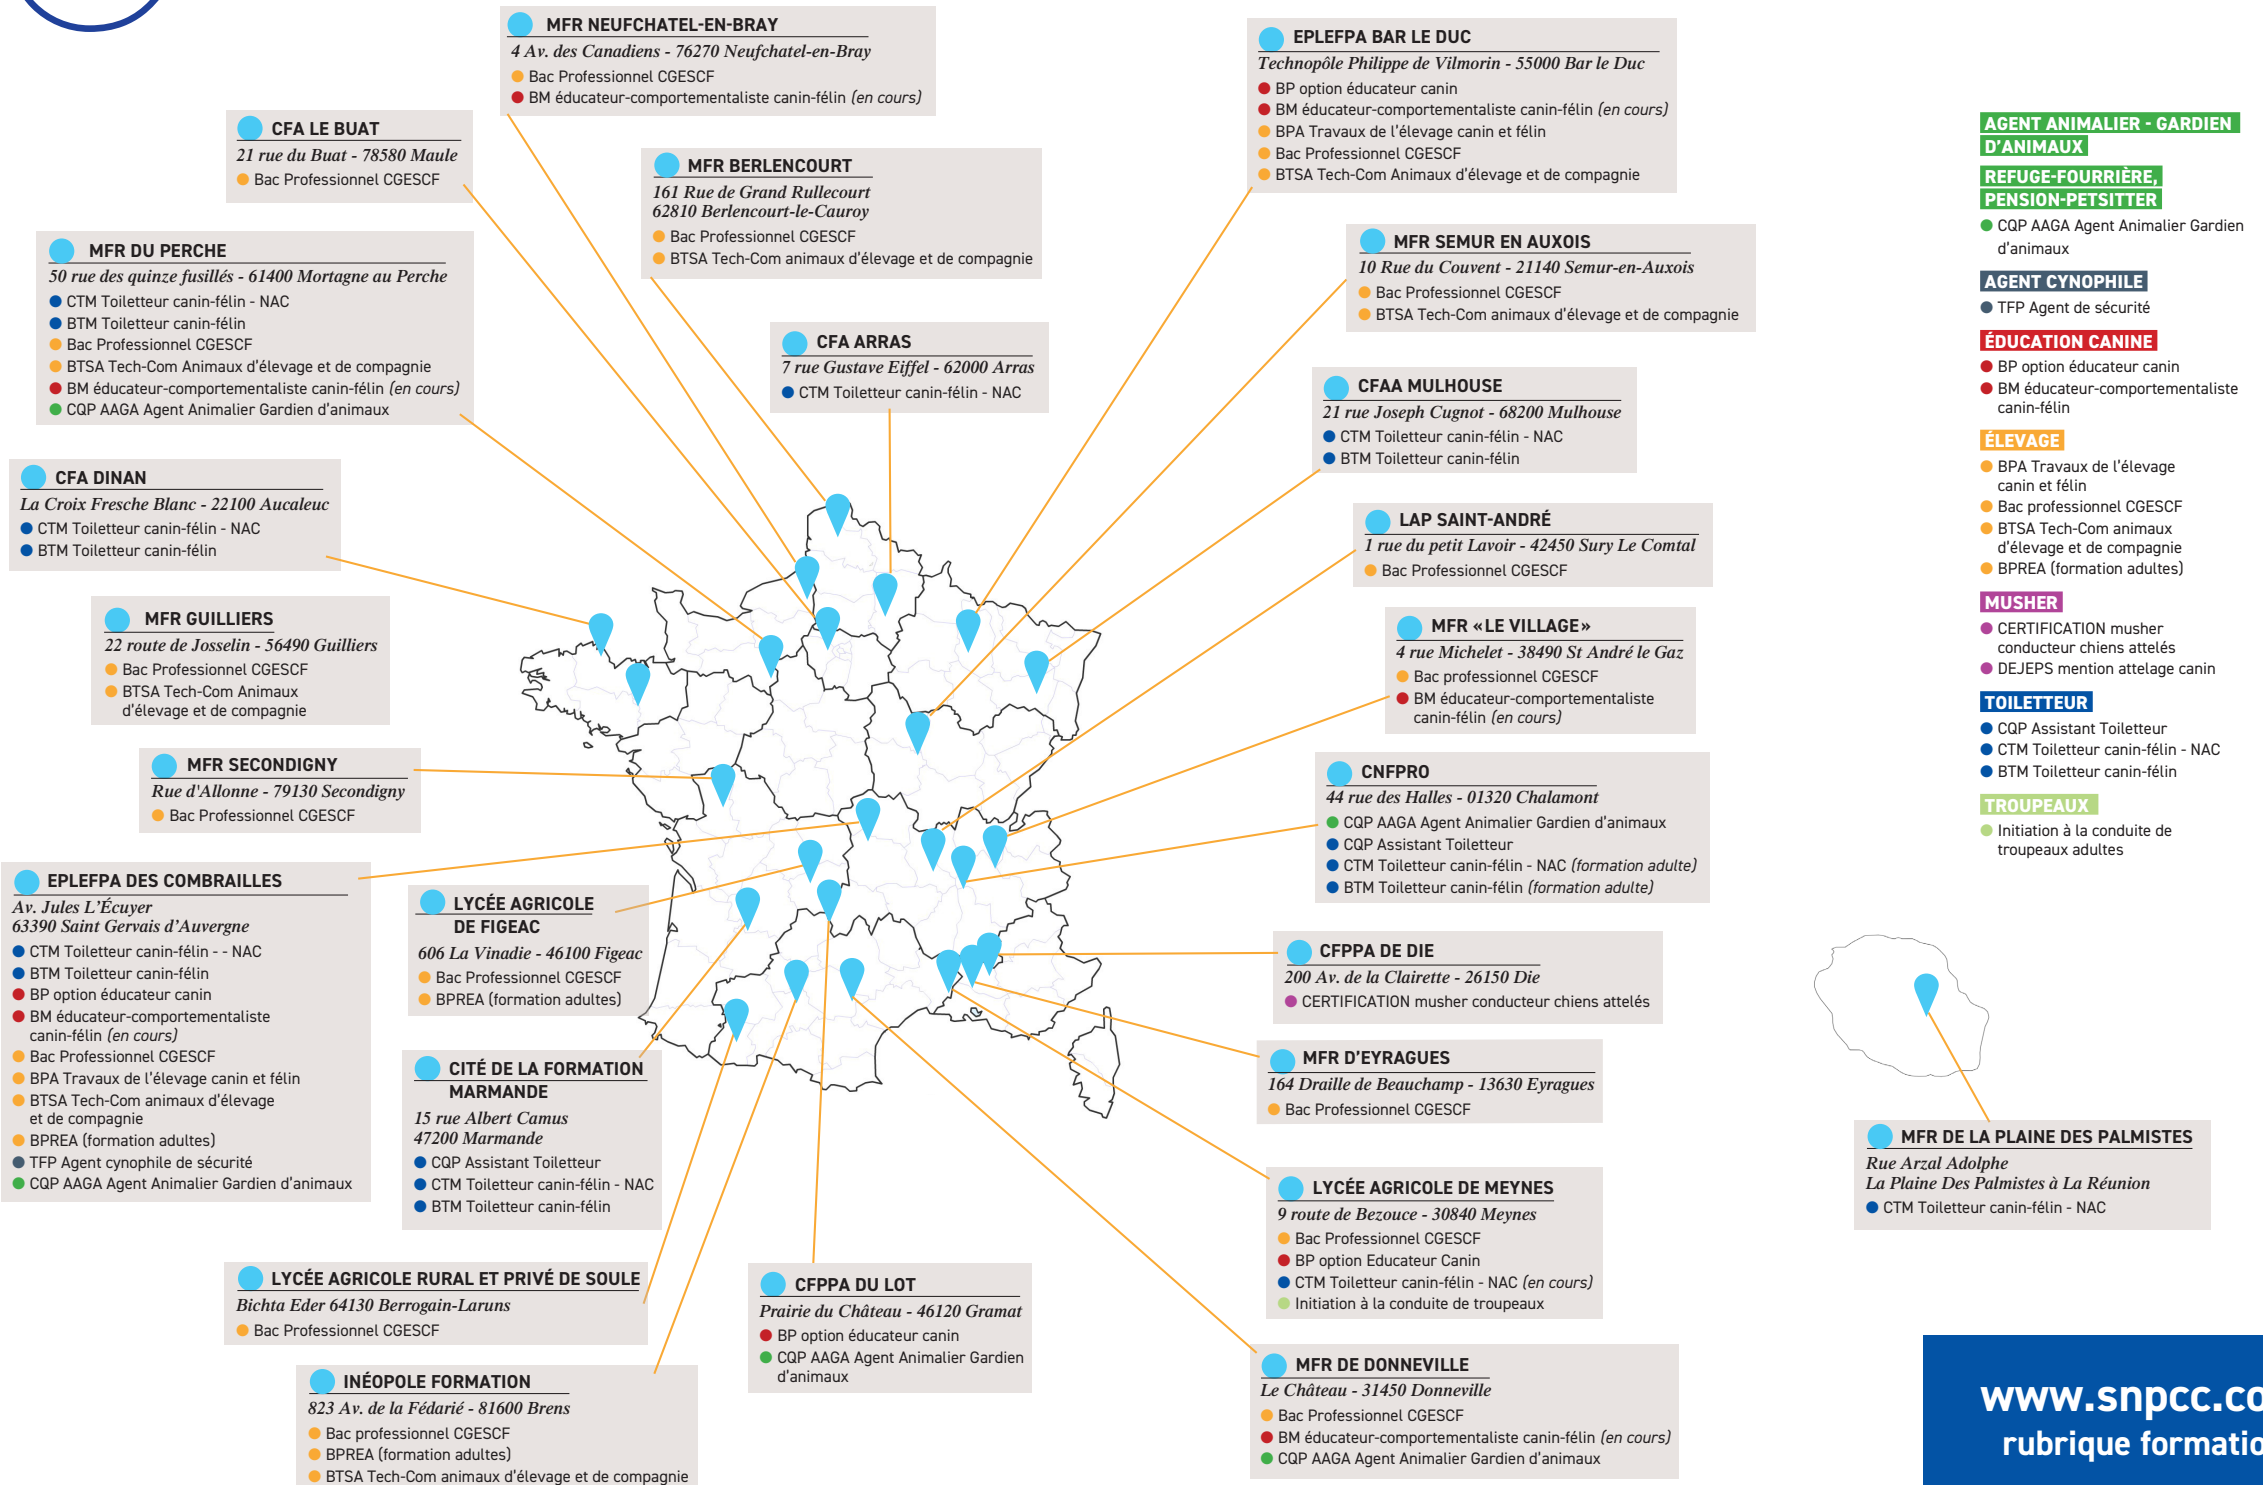 MFR NEUFCHATEL-EN-BRAY
4 Av. des Canadiens - 76270 Neufchatel-en-Bray
Bac Professionnel CGESCF
BM éducateur-comportementaliste canin-félin (en cours)
EPLEFPA BAR LE DUC
Technopôle Philippe de Vilmorin - 55000 Bar le Duc
BP option éducateur canin
BM éducateur-comportementaliste canin-félin (en cours)
BPA Travaux de l'élevage canin et félin
Bac Professionnel CGESCF
BTSA Tech-Com Animaux d'élevage et de compagnie
CFA LE BUAT
21 rue du Buat - 78580 Maule
Bac Professionnel CGESCF
MFR BERLENCOURT
161 Rue de Grand Rullecourt
62810 Berlencourt-le-Cauroy
Bac Professionnel CGESCF
BTSA Tech-Com animaux d'élevage et de compagnie
MFR DU PERCHE
50 rue des quinze fusillés - 61400 Mortagne au Perche
CTM Toiletteur canin-félin - NAC
BTM Toiletteur canin-félin
Bac Professionnel CGESCF
BTSA Tech-Com Animaux d'élevage et de compagnie
BM éducateur-comportementaliste canin-félin (en cours)
CQP AAGA Agent Animalier Gardien d'animaux
MFR SEMUR EN AUXOIS
10 Rue du Couvent - 21140 Semur-en-Auxois
Bac Professionnel CGESCF
BTSA Tech-Com animaux d'élevage et de compagnie
CFA ARRAS
7 rue Gustave Eiffel - 62000 Arras
CTM Toiletteur canin-félin - NAC
CFAA MULHOUSE
21 rue Joseph Cugnot - 68200 Mulhouse
CTM Toiletteur canin-félin - NAC
BTM Toiletteur canin-félin
CFA DINAN
La Croix Fresche Blanc - 22100 Aucaleuc
CTM Toiletteur canin-félin - NAC
BTM Toiletteur canin-félin
LAP SAINT-ANDRÉ
1 rue du petit Lavoir - 42450 Sury Le Comtal
Bac Professionnel CGESCF
MFR GUILLIERS
22 route de Josselin - 56490 Guilliers
Bac Professionnel CGESCF
BTSA Tech-Com Animaux
d'élevage et de compagnie
MFR «LE VILLAGE»
4 rue Michelet - 38490 St André le Gaz
Bac professionnel CGESCF
BM éducateur-comportementaliste
canin-félin (en cours)
MFR SECONDIGNY
Rue d'Allonne - 79130 Secondigny
Bac Professionnel CGESCF
CNFPRO
44 rue des Halles - 01320 Chalamont
CQP AAGA Agent Animalier Gardien d'animaux
CQP Assistant Toiletteur
CTM Toiletteur canin-félin - NAC (formation adulte)
BTM Toiletteur canin-félin (formation adulte)
EPLEFPA DES COMBRAILLES
Av. Jules L'Écuyer
63390 Saint Gervais d'Auvergne
CTM Toiletteur canin-félin - - NAC
BTM Toiletteur canin-félin
BP option éducateur canin
BM éducateur-comportementaliste
canin-félin (en cours)
Bac Professionnel CGESCF
BPA Travaux de l'élevage canin et félin
BTSA Tech-Com animaux d'élevage
et de compagnie
BPREA (formation adultes)
TFP Agent cynophile de sécurité
CQP AAGA Agent Animalier Gardien d'animaux
LYCÉE AGRICOLE
DE FIGEAC
606 La Vinadie - 46100 Figeac
Bac Professionnel CGESCF
BPREA (formation adultes)
CFPPA DE DIE
200 Av. de la Clairette - 26150 Die
CERTIFICATION musher conducteur chiens attelés
CITÉ DE LA FORMATION
MARMANDE
15 rue Albert Camus
47200 Marmande
CQP Assistant Toiletteur
CTM Toiletteur canin-félin - NAC
BTM Toiletteur canin-félin
MFR D'EYRAGUES
164 Draille de Beauchamp - 13630 Eyragues
Bac Professionnel CGESCF
LYCÉE AGRICOLE DE MEYNES
9 route de Bezouce - 30840 Meynes
Bac Professionnel CGESCF
BP option Educateur Canin
CTM Toiletteur canin-félin - NAC (en cours)
Initiation à la conduite de troupeaux
LYCÉE AGRICOLE RURAL ET PRIVÉ DE SOULE
Bichta Eder 64130 Berrogain-Laruns
Bac Professionnel CGESCF
CFPPA DU LOT
Prairie du Château - 46120 Gramat
BP option éducateur canin
CQP AAGA Agent Animalier Gardien
d'animaux
INÉOPOLE FORMATION
823 Av. de la Fédarié - 81600 Brens
Bac professionnel CGESCF
BPREA (formation adultes)
BTSA Tech-Com animaux d'élevage et de compagnie
MFR DE DONNEVILLE
Le Château - 31450 Donneville
Bac Professionnel CGESCF
BM éducateur-comportementaliste canin-félin (en cours)
CQP AAGA Agent Animalier Gardien d'animaux
AGENT ANIMALIER - GARDIEN
D'ANIMAUX
REFUGE-FOURRIÈRE,
PENSION-PETSITTER
CQP AAGA Agent Animalier Gardien
d'animaux
AGENT CYNOPHILE
TFP Agent de sécurité
ÉDUCATION CANINE
BP option éducateur canin
BM éducateur-comportementaliste
canin-félin
ÉLEVAGE
BPA Travaux de l'élevage
canin et félin
Bac professionnel CGESCF
BTSA Tech-Com animaux
d'élevage et de compagnie
BPREA (formation adultes)
MUSHER
CERTIFICATION musher
conducteur chiens attelés
DEJEPS mention attelage canin
TOILETTEUR
CQP Assistant Toiletteur
CTM Toiletteur canin-félin - NAC
BTM Toiletteur canin-félin
TROUPEAUX
Initiation à la conduite de
troupeaux adultes
MFR DE LA PLAINE DES PALMISTES
Rue Arzal Adolphe
La Plaine Des Palmistes à La Réunion
CTM Toiletteur canin-félin - NAC
www.snpcc.co
rubrique formatio